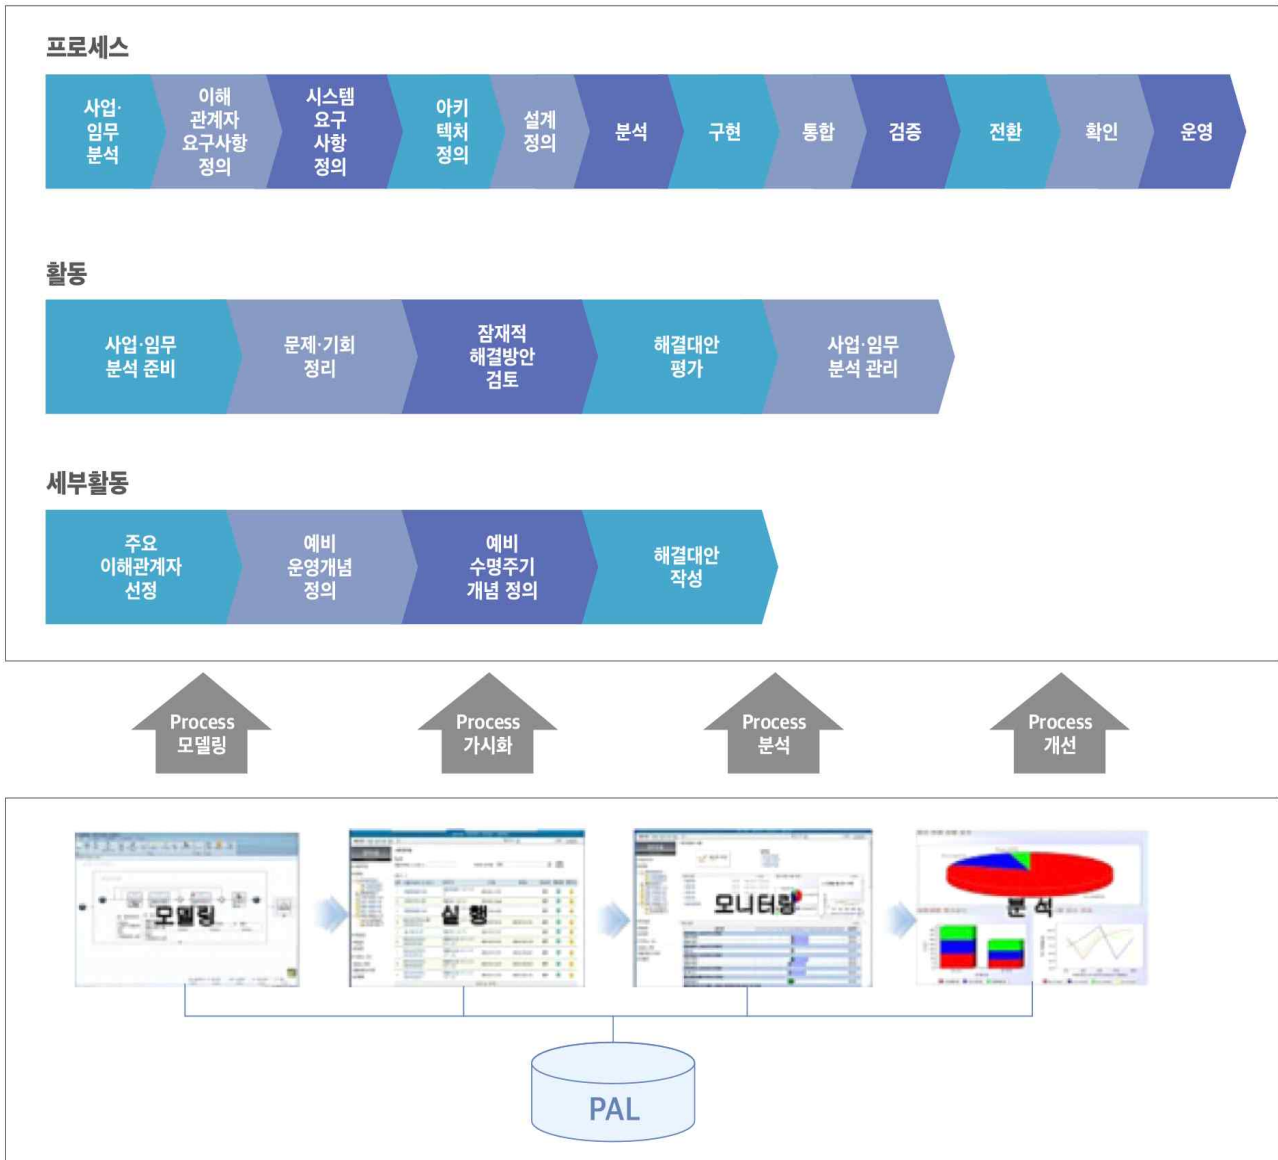 프로세스
사업·
임무
분석
이해
관계자
요구사항
정의
시스템
요구
사항
정의
아키
텍처
정의
설계
정의
분석
구현
통합
검증
전환
확인
운영
활동
사업·임무
분석 준비
문제·기회
정리
잠재적
해결방안
검토
해결대안
평가
사업·임무
분석 관리
세부활동
주요
이해관계자
선정
예비
운영개념
정의
예비
수명주기
개념 정의
해결대안
작성
Process
모델링
Process
가시화
Process
분석
Process
개선
모델링
실 행
모니터링
분 석
PAL